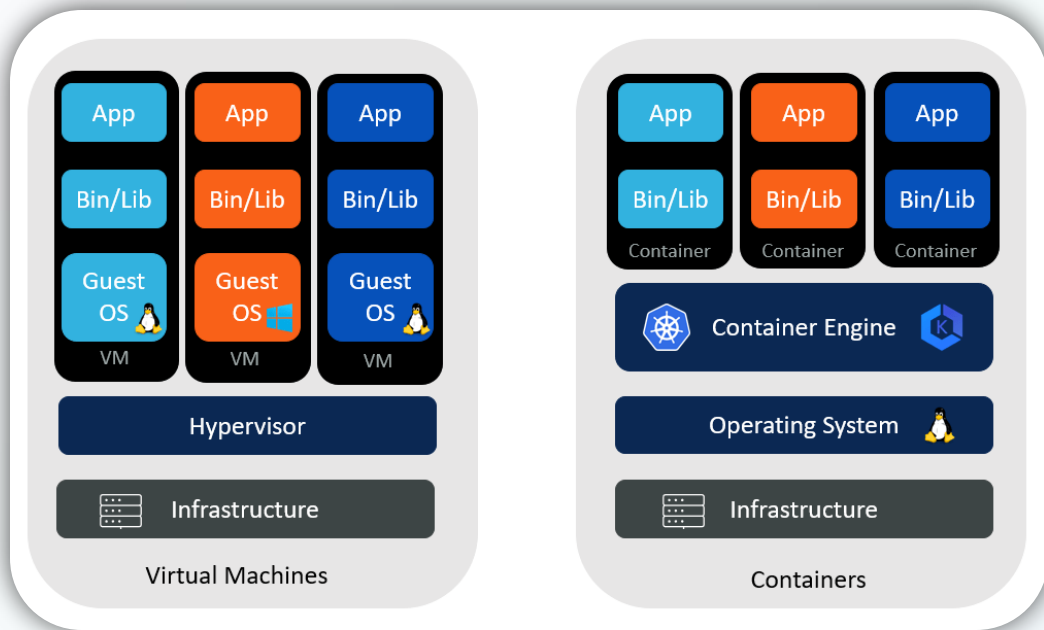 App
App
App
Bin/Lib
Bin/Lib
Bin/Lib
Guest
OS
Guest
OS
Guest
OS
VM
VM
VM
Hypervisor
Infrastructure
Virtual Machines
App
App
App
Bin/Lib
Bin/Lib
Bin/Lib
Container
Container
Container
Container Engine
K
Operating System
Infrastructure
Containers